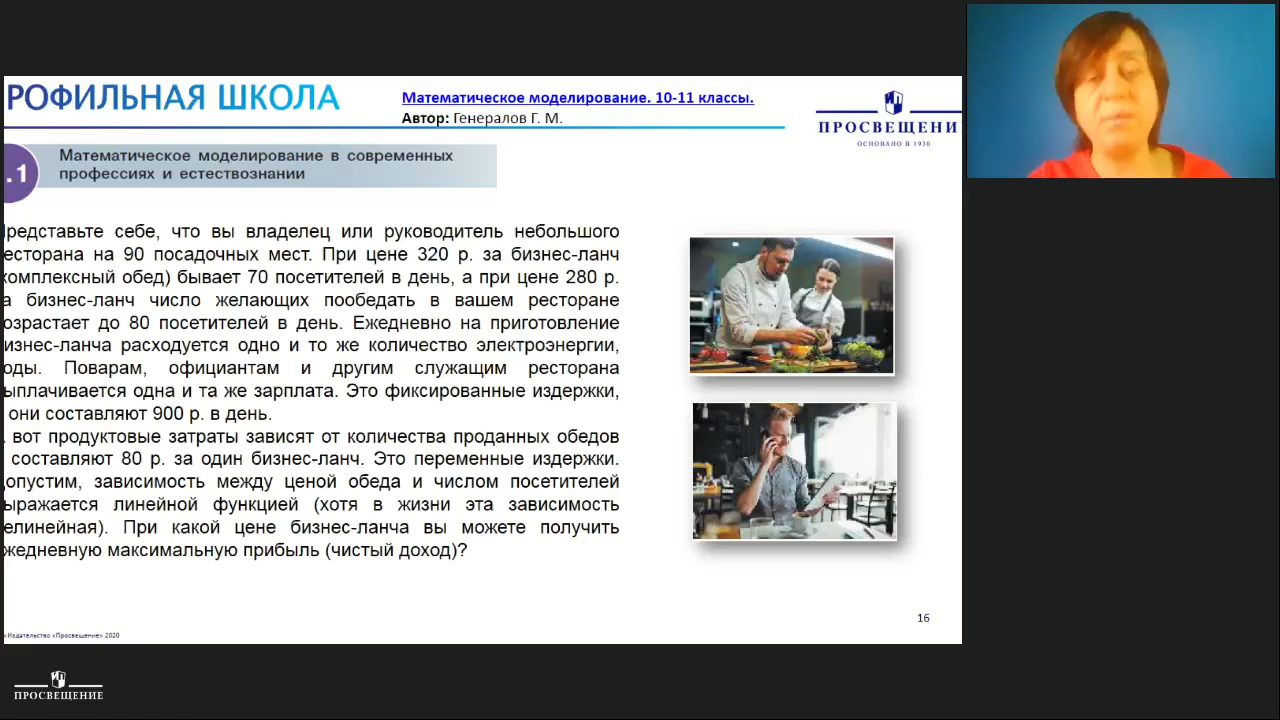 РОФИЛЬНАЯ ШКОЛА
Математическое моделирование. 10-11 классы.
Автор: Генералов Г. М.
ПРОСВЕЩЕНИ
ОСНОВАНО В 1930
.1
Математическое моделирование в современных
профессиях и естествознании
редставьте себе, что вы владелец или руководитель небольшого
есторана на 90 посадочных мест. При цене 320 р. за бизнес-ланч
комплексный обед) бывает 70 посетителей в день, а при цене 280 р.
а бизнес-ланч число желающих пообедать в вашем ресторане
озрастает до 80 посетителей в день. Ежедневно на приготовление
изнес-ланча расходуется одно и то же количество электроэнергии,
оды. Поварам, официантам и другим служащим ресторана
ыплачивается одна и та же зарплата. Это фиксированные издержки,
они составляют 900 р. в день.
вот продуктовые затраты зависят от количества проданных обедов
составляют 80 р. за один бизнес-ланч. Это переменные издержки.
опустим, зависимость между ценой обеда и числом посетителей
ыражается линейной функцией (хотя в жизни эта зависимость
елинейная). При какой цене бизнес-ланча вы можете получить
жедневную максимальную прибыль (чистый доход)?
16
«Издательство «Просвещение» 2020
ПРОСВЕЩЕНИЕ